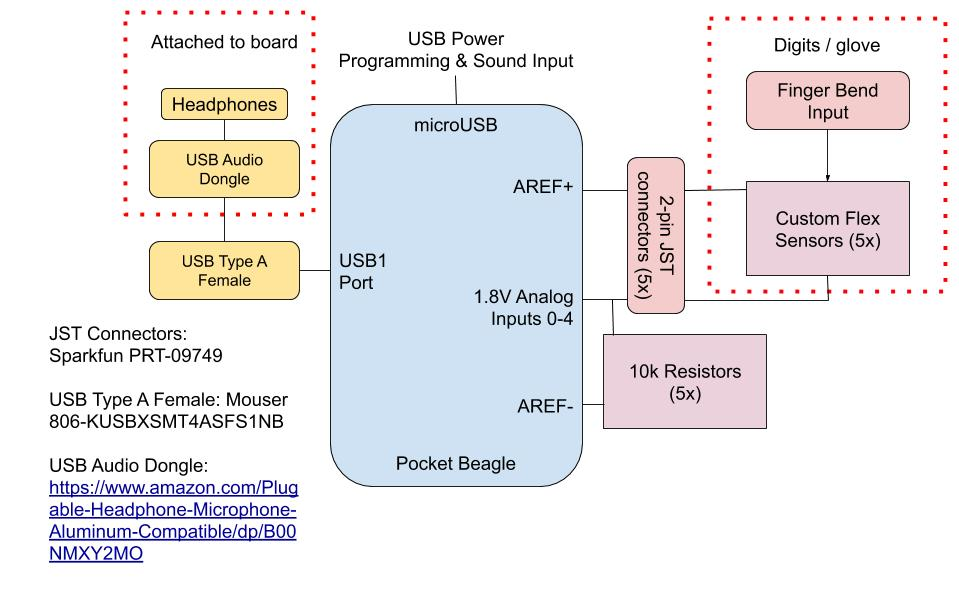 Attached to board
Headphones
USB Audio
Dongle
USB Type A
Female
USB Power
Programming & Sound Input
microUSB
AREF+
USB1
Port
1.8V Analog
Inputs 0-4
AREF-
Pocket Beagle
2-pin JST
connectors (5x)
Digits / glove
Finger Bend
Input
Custom Flex
Sensors (5x)
10k Resistors
(5x)
JST Connectors:
Sparkfun PRT-09749
USB Type A Female: Mouser
806-KUSBXSMT4ASFS1NB
USB Audio Dongle:
https://www.amazon.com/Plug
able-Headphone-Microphone-
Aluminum-Compatible/dp/B00
NMXY2MO